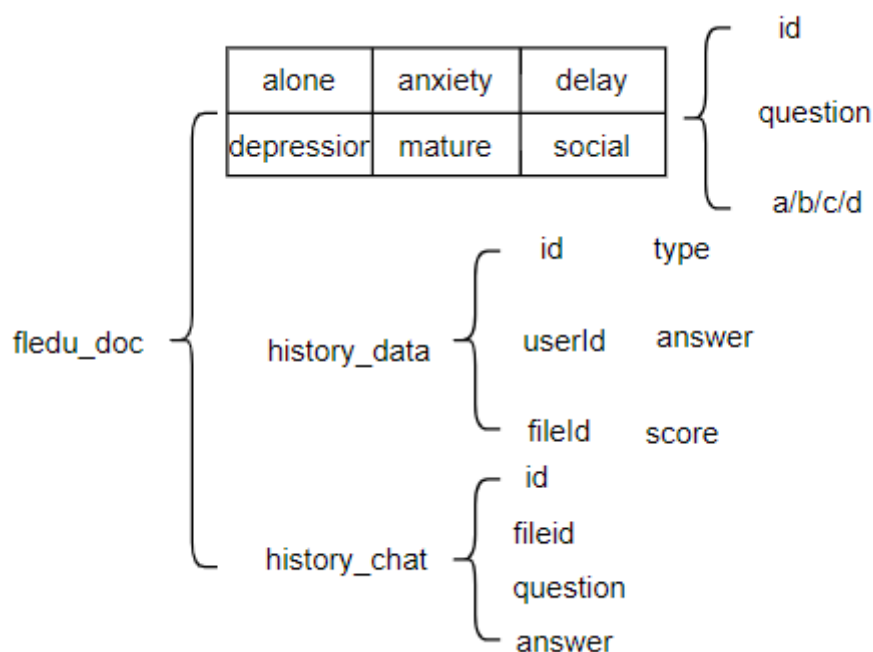 id
alone anxiety delay
question
depression mature social
a/b/c/d
id type
fledu_doc
history_data
userId answer
fileId score
id
fileid
history_chat
question
answer